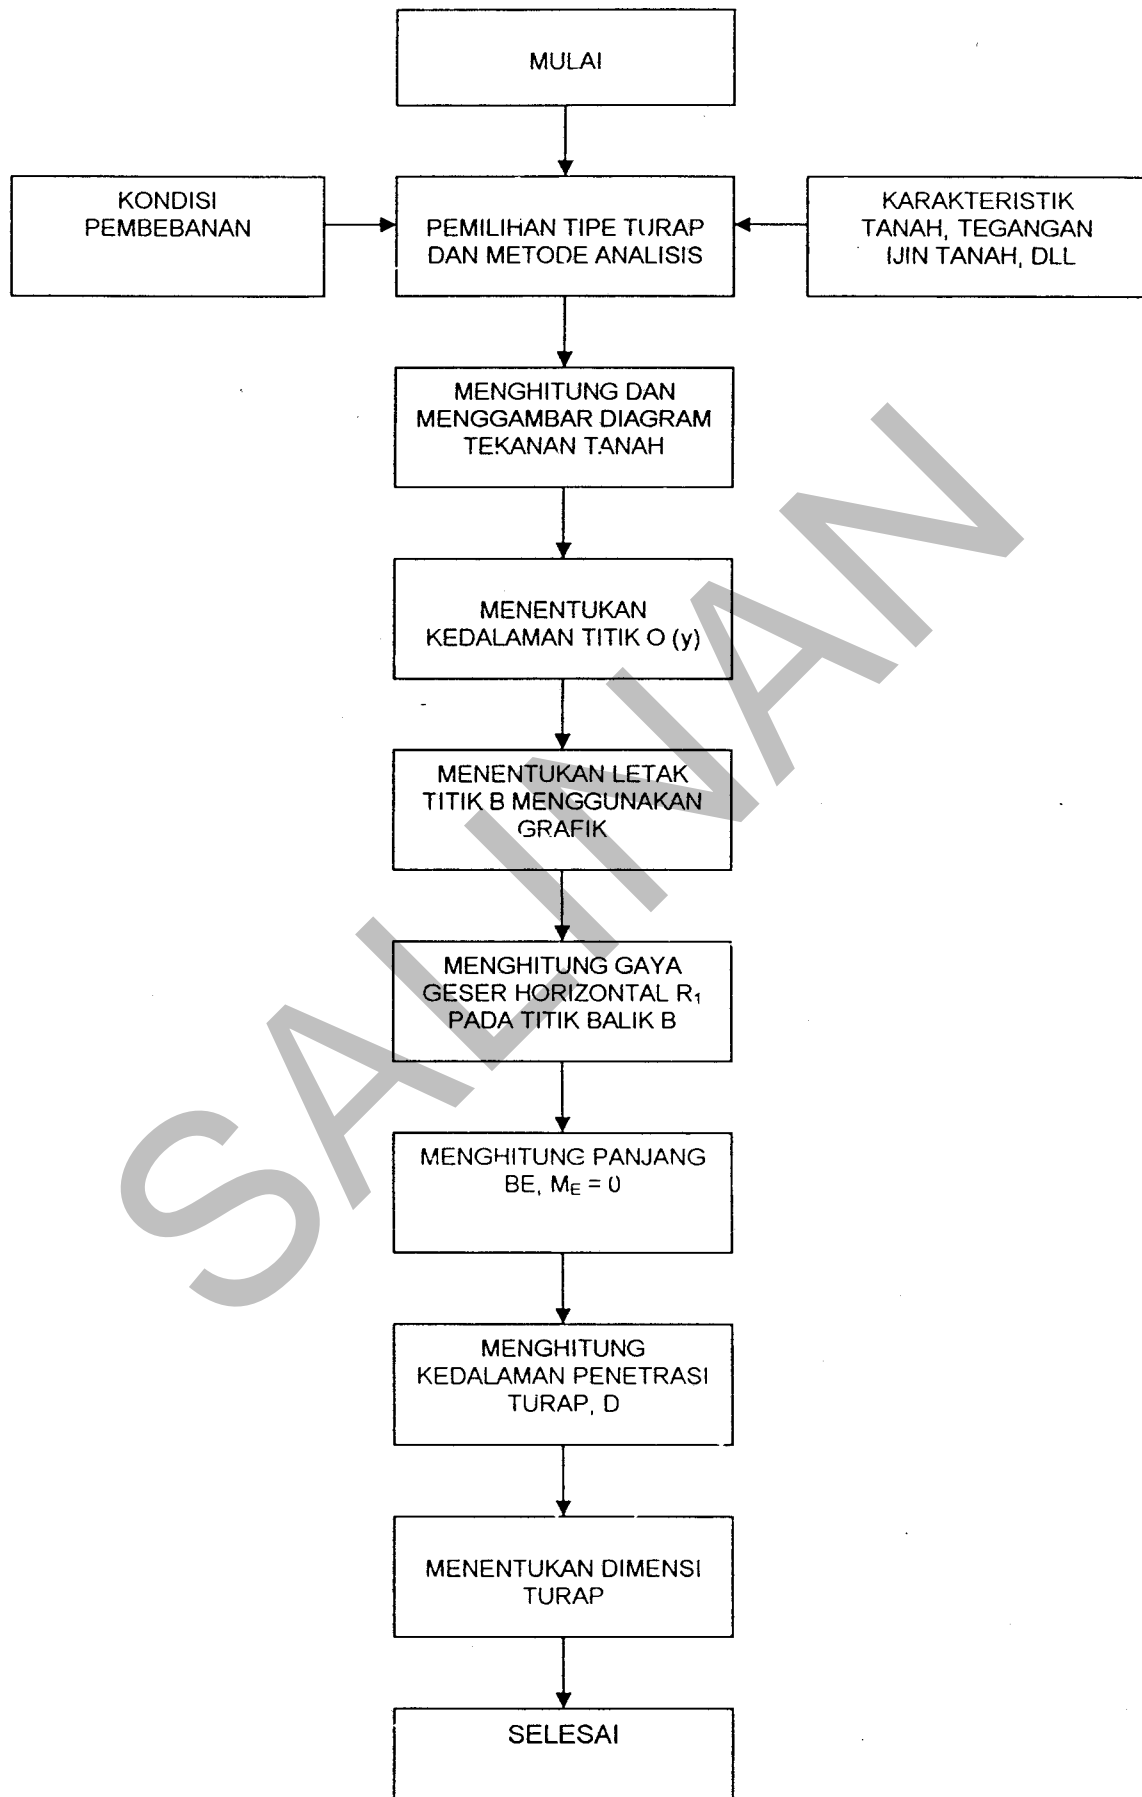 MULAI
KONDISI
PEMBEBANAN
PEMILIHAN TIPE TURAP
DAN METODE ANALISIS
KARAKTERISTIK
TANAH, TEGANGAN
IJIN TANAH, DLL
MENGHITUNG DAN
MENGGAMBAR DIAGRAM
TEKANAN TANAH
MENENTUKAN
KEDALAMAN TITIK O (y)
MENENTUKAN LETAK
TITIK B MENGGUNAKAN
GRAFIK
MENGHITUNG GAYA
GESER HORIZONTAL R₁
PADA TITIK BALIK B
MENGHITUNG PANJANG
BE, M_E = 0
MENGHITUNG
KEDALAMAN PENETRASI
TURAP, D
MENENTUKAN DIMENSI
TURAP
SELESAI
SALINAN